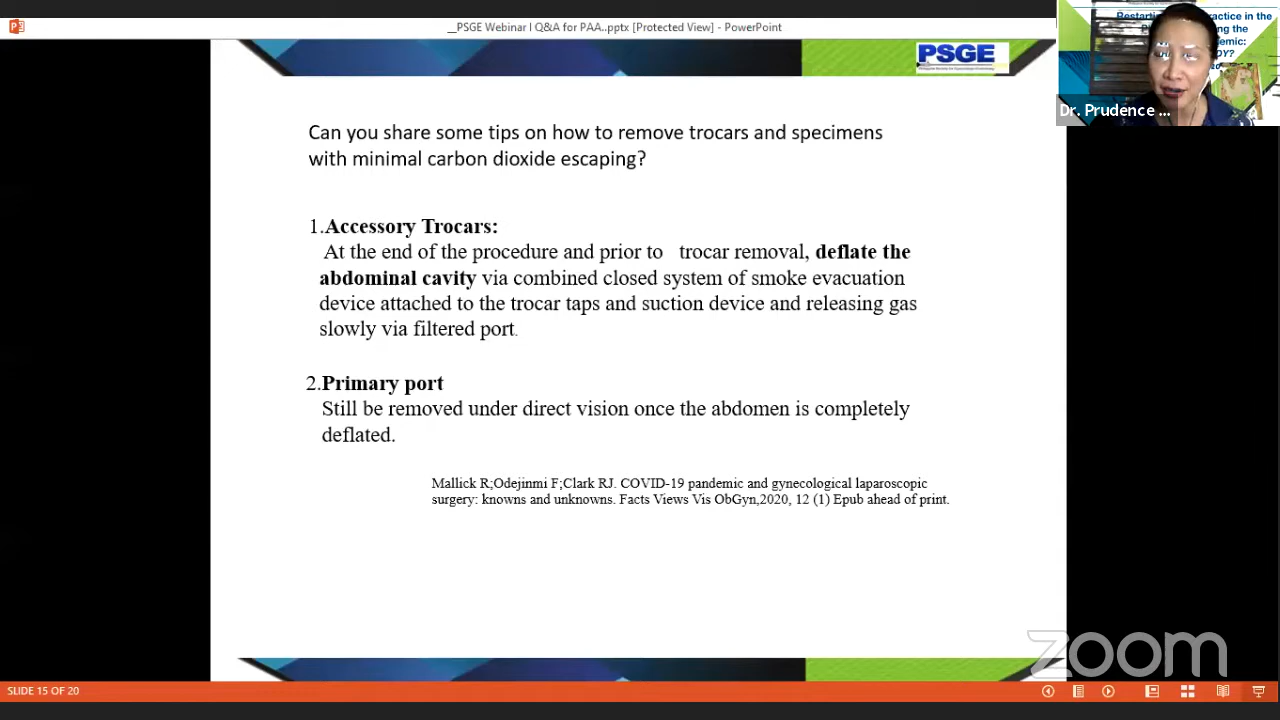 _PSGE Webinar I Q&A for PAA..pptx [Protected View] - PowerPoint
PSGE
Can you share some tips on how to remove trocars and specimens
with minimal carbon dioxide escaping?
1.Accessory Trocars:
At the end of the procedure and prior to trocar removal, deflate the
abdominal cavity via combined closed system of smoke evacuation
device attached to the trocar taps and suction device and releasing gas
slowly via filtered port.
2.Primary port
Still be removed under direct vision once the abdomen is completely
deflated.
Mallick R;Odejinmi F;Clark RJ. COVID-19 pandemic and gynecological laparoscopic
surgery: knowns and unknowns. Facts Views Vis ObGyn,2020, 12 (1) Epub ahead of print.
Dr. Prudence ...
zoom
SLIDE 15 OF 20